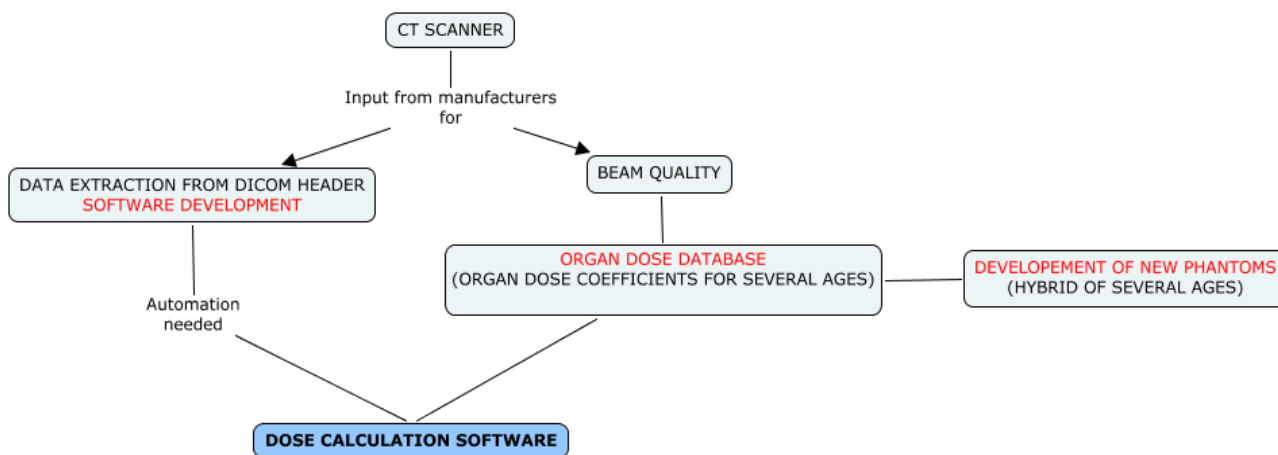 CT SCANNER
Input from manufacturers
for
DATA EXTRACTION FROM DICOM HEADER
SOFTWARE DEVELOPMENT
BEAM QUALITY
ORGAN DOSE DATABASE
(ORGAN DOSE COEFFICIENTS FOR SEVERAL AGES)
DEVELOPEMENT OF NEW PHANTOMS
(HYBRID OF SEVERAL AGES)
Automation
needed
DOSE CALCULATION SOFTWARE